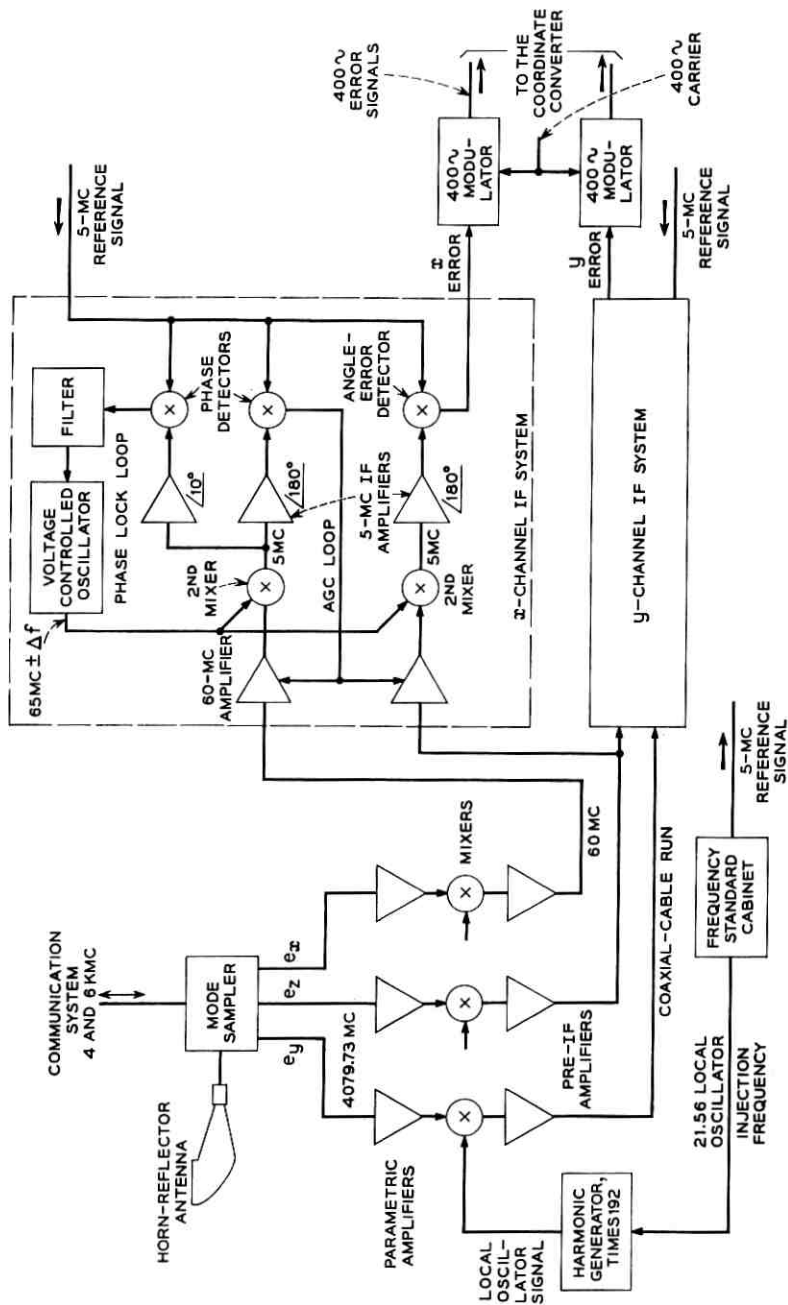 COMMUNICATION
SYSTEM
4 AND 6 KMC
HORN-REFLECTOR
ANTENNA
MODE
SAMPLER
ey
ez
ex
4079.73 MC
PARAMETRIC
AMPLIFIERS
×
×
×
MIXERS
LOCAL
OSCIL-
LATOR
SIGNAL
PRE-IF
AMPLIFIERS
60 MC
HARMONIC
GENERATOR,
TIMES 192
COAXIAL-CABLE RUN
21.56 LOCAL
OSCILLATOR
INJECTION
FREQUENCY
FREQUENCY
STANDARD
CABINET
5-MC
REFERENCE
SIGNAL
65MC ± Δf
VOLTAGE
CONTROLLED
OSCILLATOR
FILTER
PHASE LOCK LOOP
5-MC
REFERENCE
SIGNAL
60-MC
AMPLIFIER
2ND
MIXER
×
5MC
10°
180°
×
×
PHASE
DETECTORS
AGC LOOP
5-MC IF
AMPLIFIERS
ANGLE-
ERROR
DETECTOR
2ND
MIXER
×
5MC
180°
×
x-CHANNEL IF SYSTEM
x
ERROR
400~
MODU-
LATOR
400~
ERROR
SIGNALS
TO THE
COORDINATE
CONVERTER
400~
CARRIER
y-CHANNEL IF SYSTEM
y
ERROR
400~
MODU-
LATOR
5-MC
REFERENCE
SIGNAL